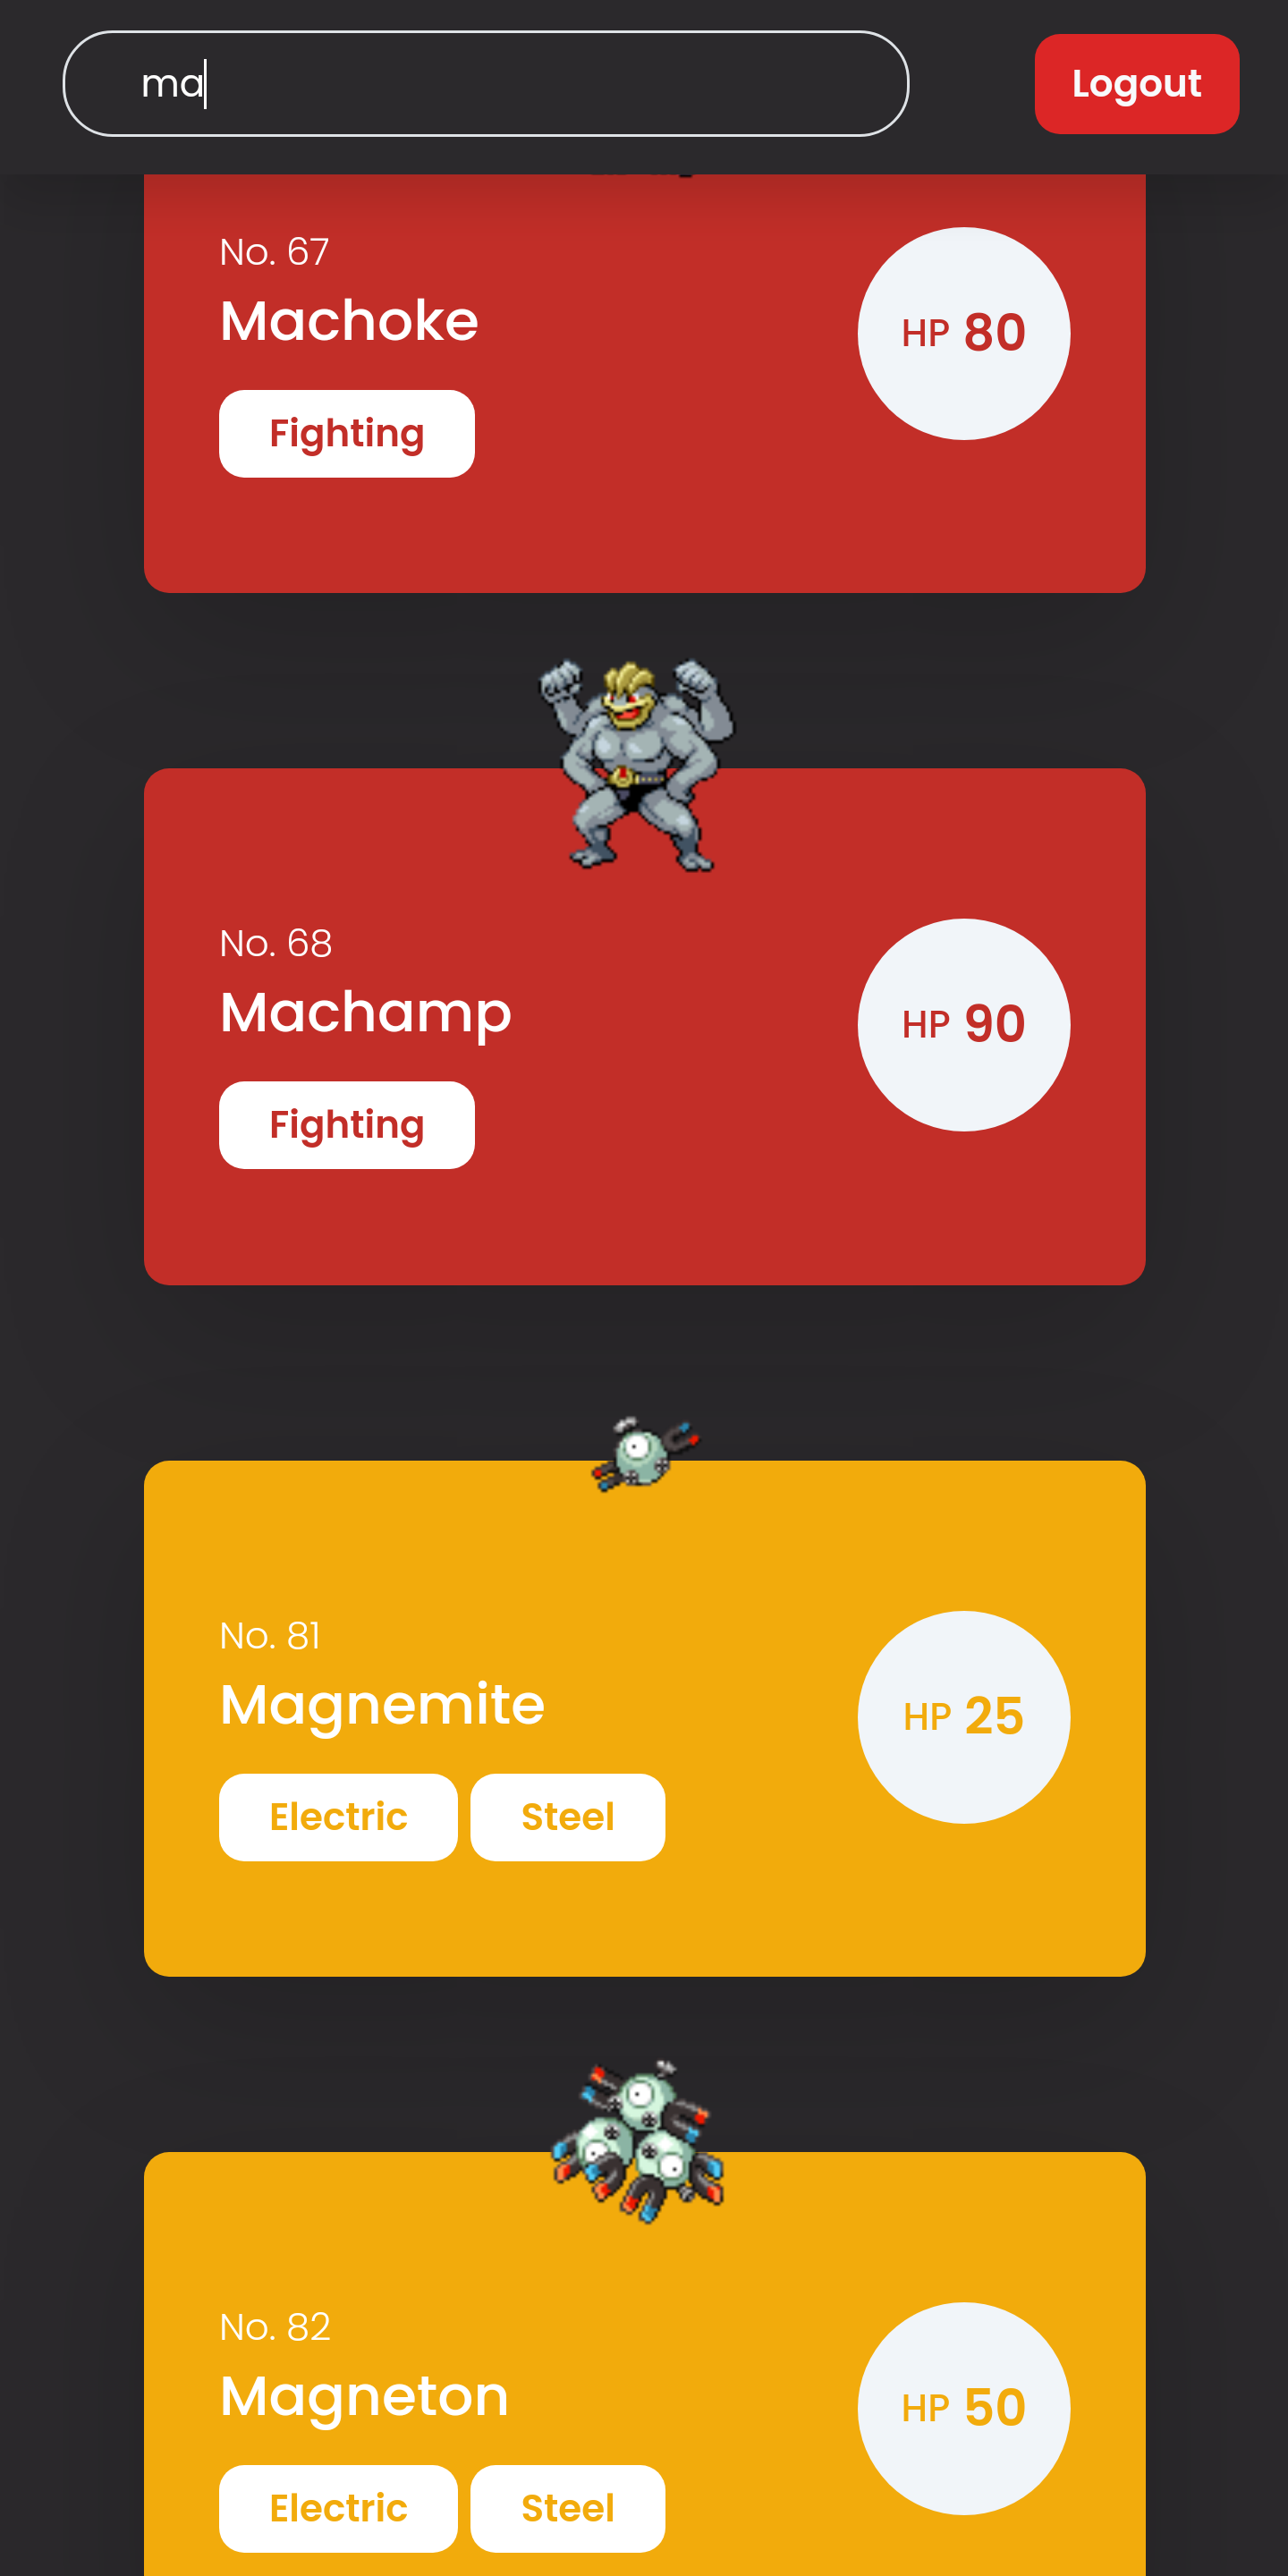 ma
Logout
No. 67
Machoke
HP 80
Fighting
No. 68
Machamp
HP 90
Fighting
No. 81
Magnemite
HP 25
Electric Steel
No. 82
Magneton
HP 50
Electric Steel